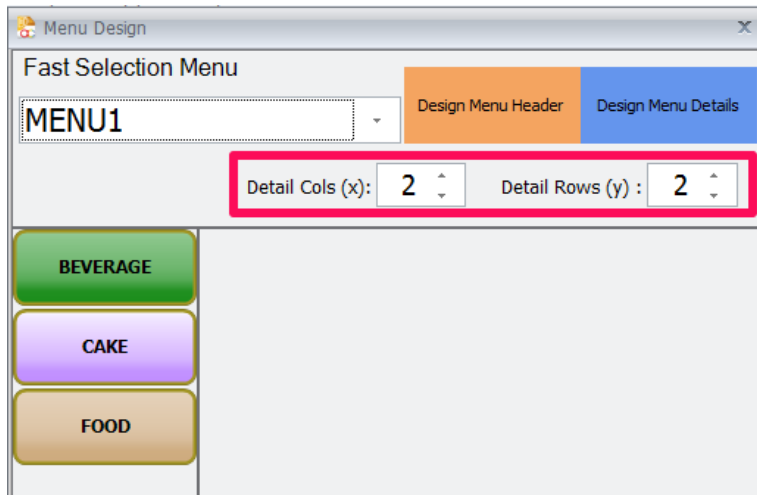 Menu Design
Fast Selection Menu
MENU1
Design Menu Header
Design Menu Details
Detail Cols (x): 2
Detail Rows (y) : 2
BEVERAGE
CAKE
FOOD